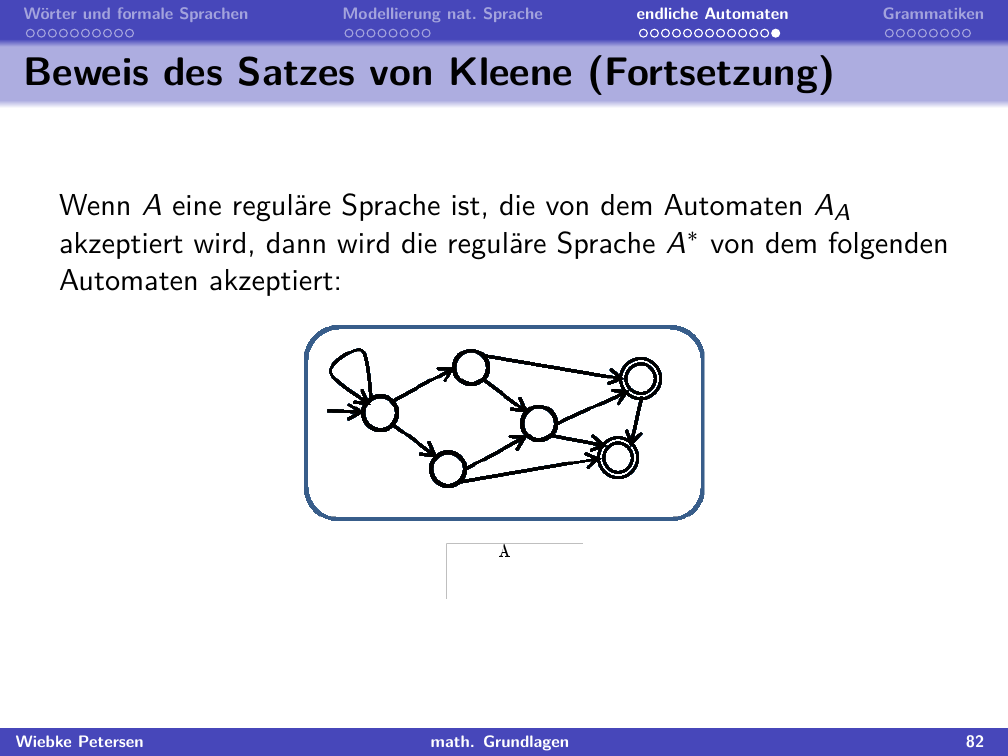 Wörter und formale Sprachen Modellierung nat. Sprache endliche Automaten Grammatiken
Beweis des Satzes von Kleene (Fortsetzung)
Wenn A eine reguläre Sprache ist, die von dem Automaten A_A
akzeptiert wird, dann wird die reguläre Sprache A* von dem folgenden
Automaten akzeptiert:
A
Wiebke Petersen math. Grundlagen 82